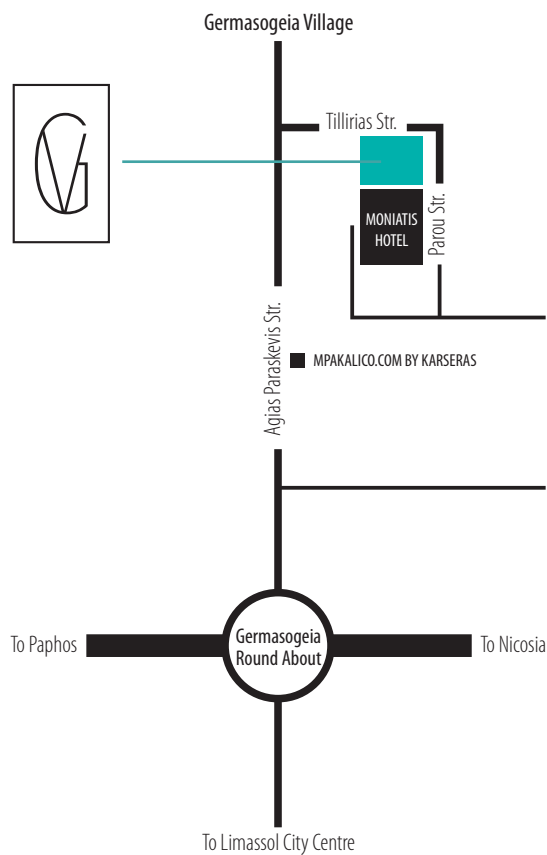 Germasogeia Village
Tillirias Str.
GV
MONIATIS
HOTEL
Parou Str.
Agias Paraskevis Str.
MPAKALICO.COM BY KARSERAS
To Paphos
Germasogeia
Round About
To Nicosia
To Limassol City Centre